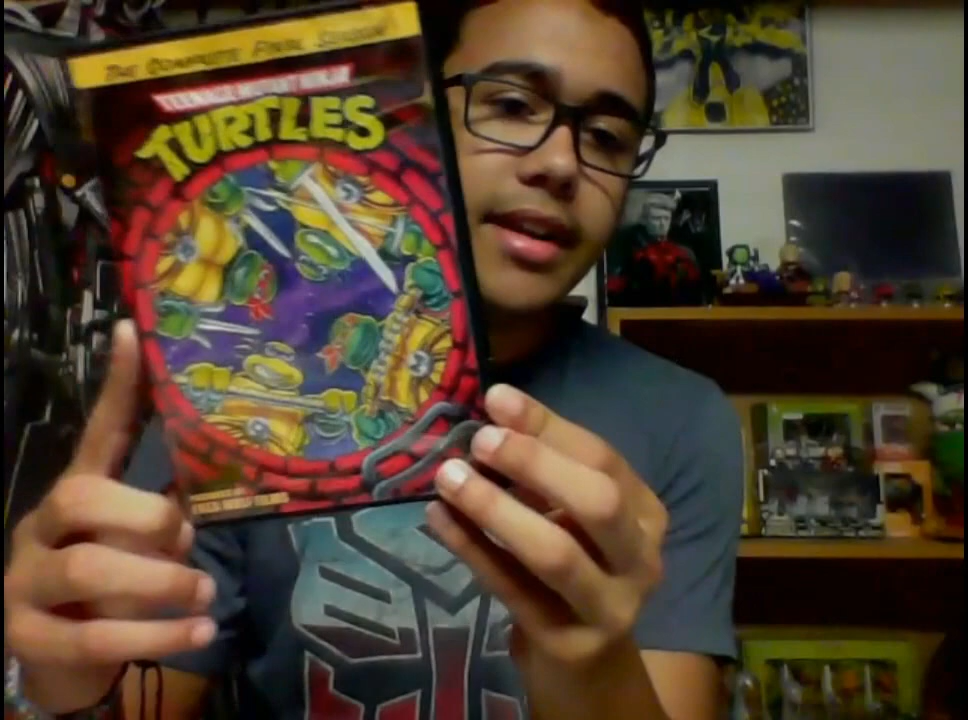 THE COMPLETE FINAL SEASON
TEENAGE MUTANT NINJA
TURTLES